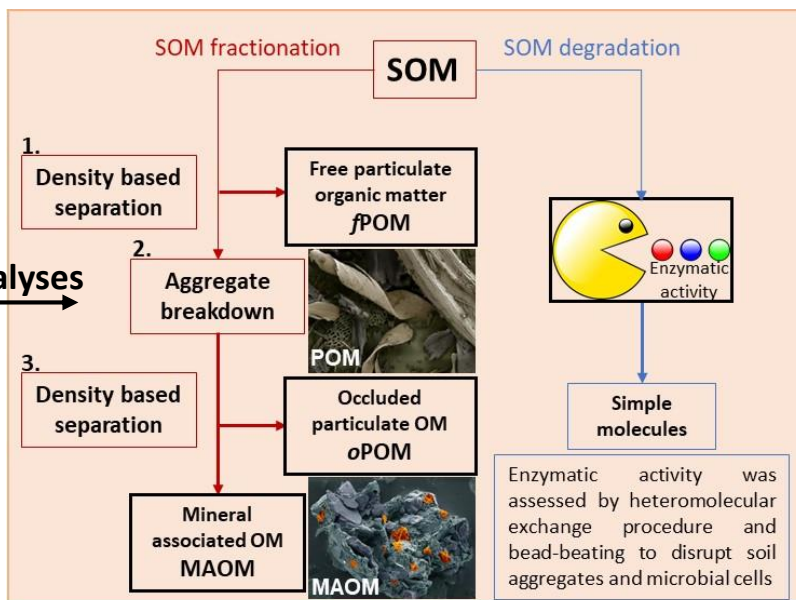 SOM fractionation
SOM
SOM degradation
1.
Density based
separation
Free particulate
organic matter
fPOM
2.
Aggregate
breakdown
POM
3.
Density based
separation
Occluded
particulate OM
oPOM
Mineral
associated OM
MAOM
MAOM
Enzymatic
activity
Simple
molecules
Enzymatic activity was
assessed by heteromolecular
exchange procedure and
bead-beating to disrupt soil
aggregates and microbial cells